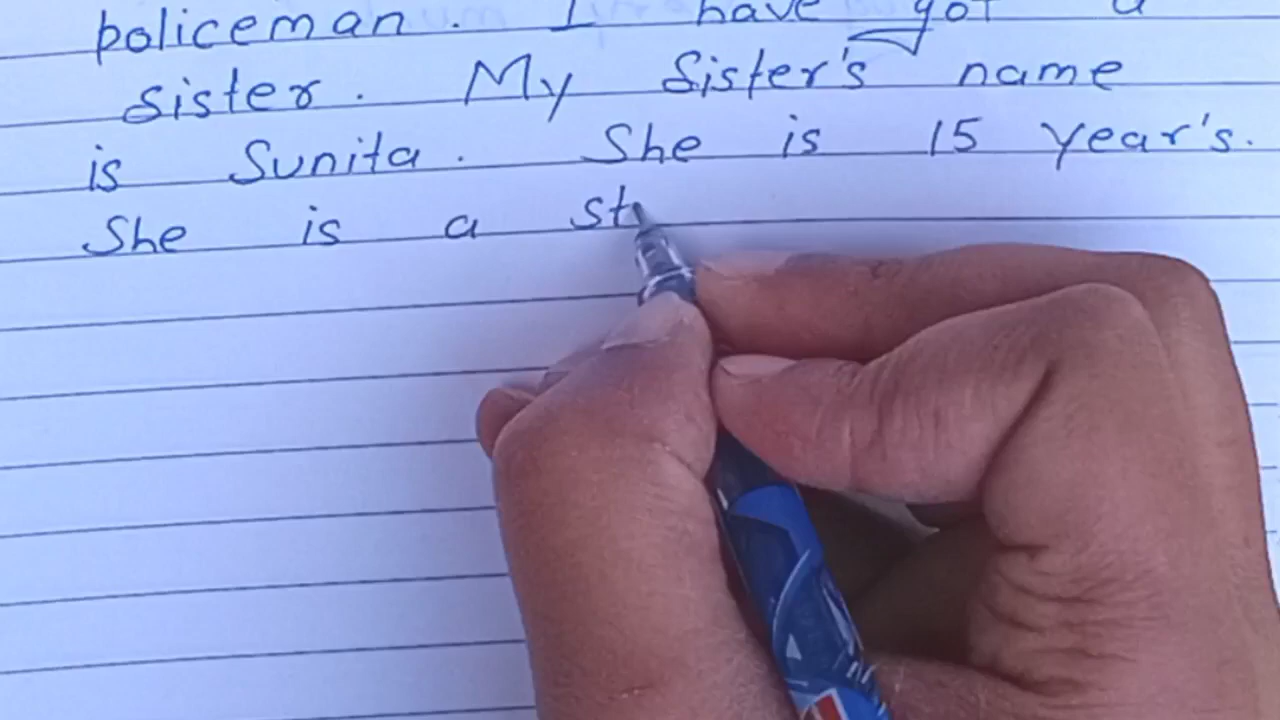 policeman. I have got a
sister. My Sister's name
is Sunita. She is 15 year's.
She is a st